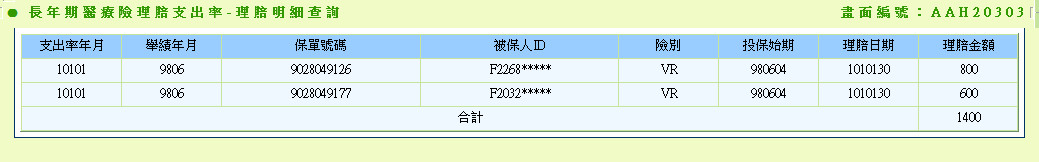 長年期醫療險理賠支出率-理賠明細查詢 畫面編號：AAH20303
支出率年月 舉績年月 保單號碼 被保人ID 險別 投保始期 理賠日期 理賠金額
10101 9806 9028049126 F2268***** VR 980604 1010130 800
10101 9806 9028049177 F2032***** VR 980604 1010130 600
合計 1400